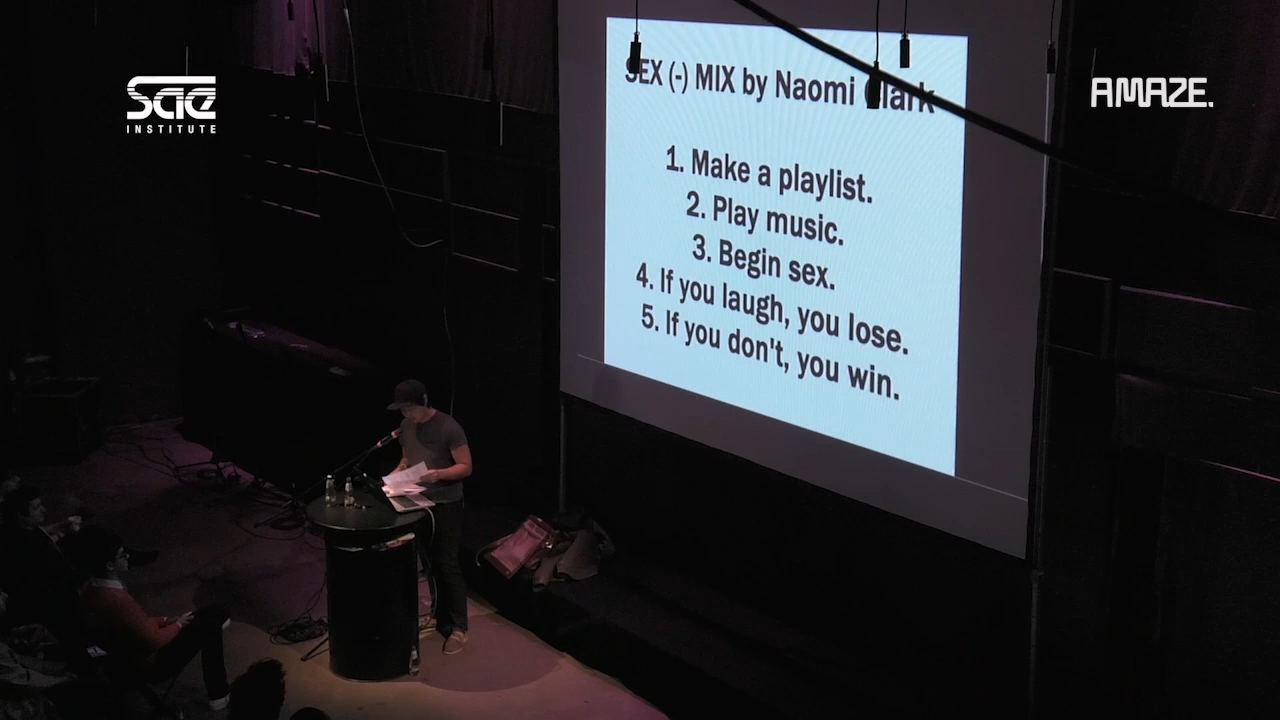 SAE
INSTITUTE
AMAZE.
SEX (-) MIX by Naomi Clark
1. Make a playlist.
2. Play music.
3. Begin sex.
4. If you laugh, you lose.
5. If you don't, you win.